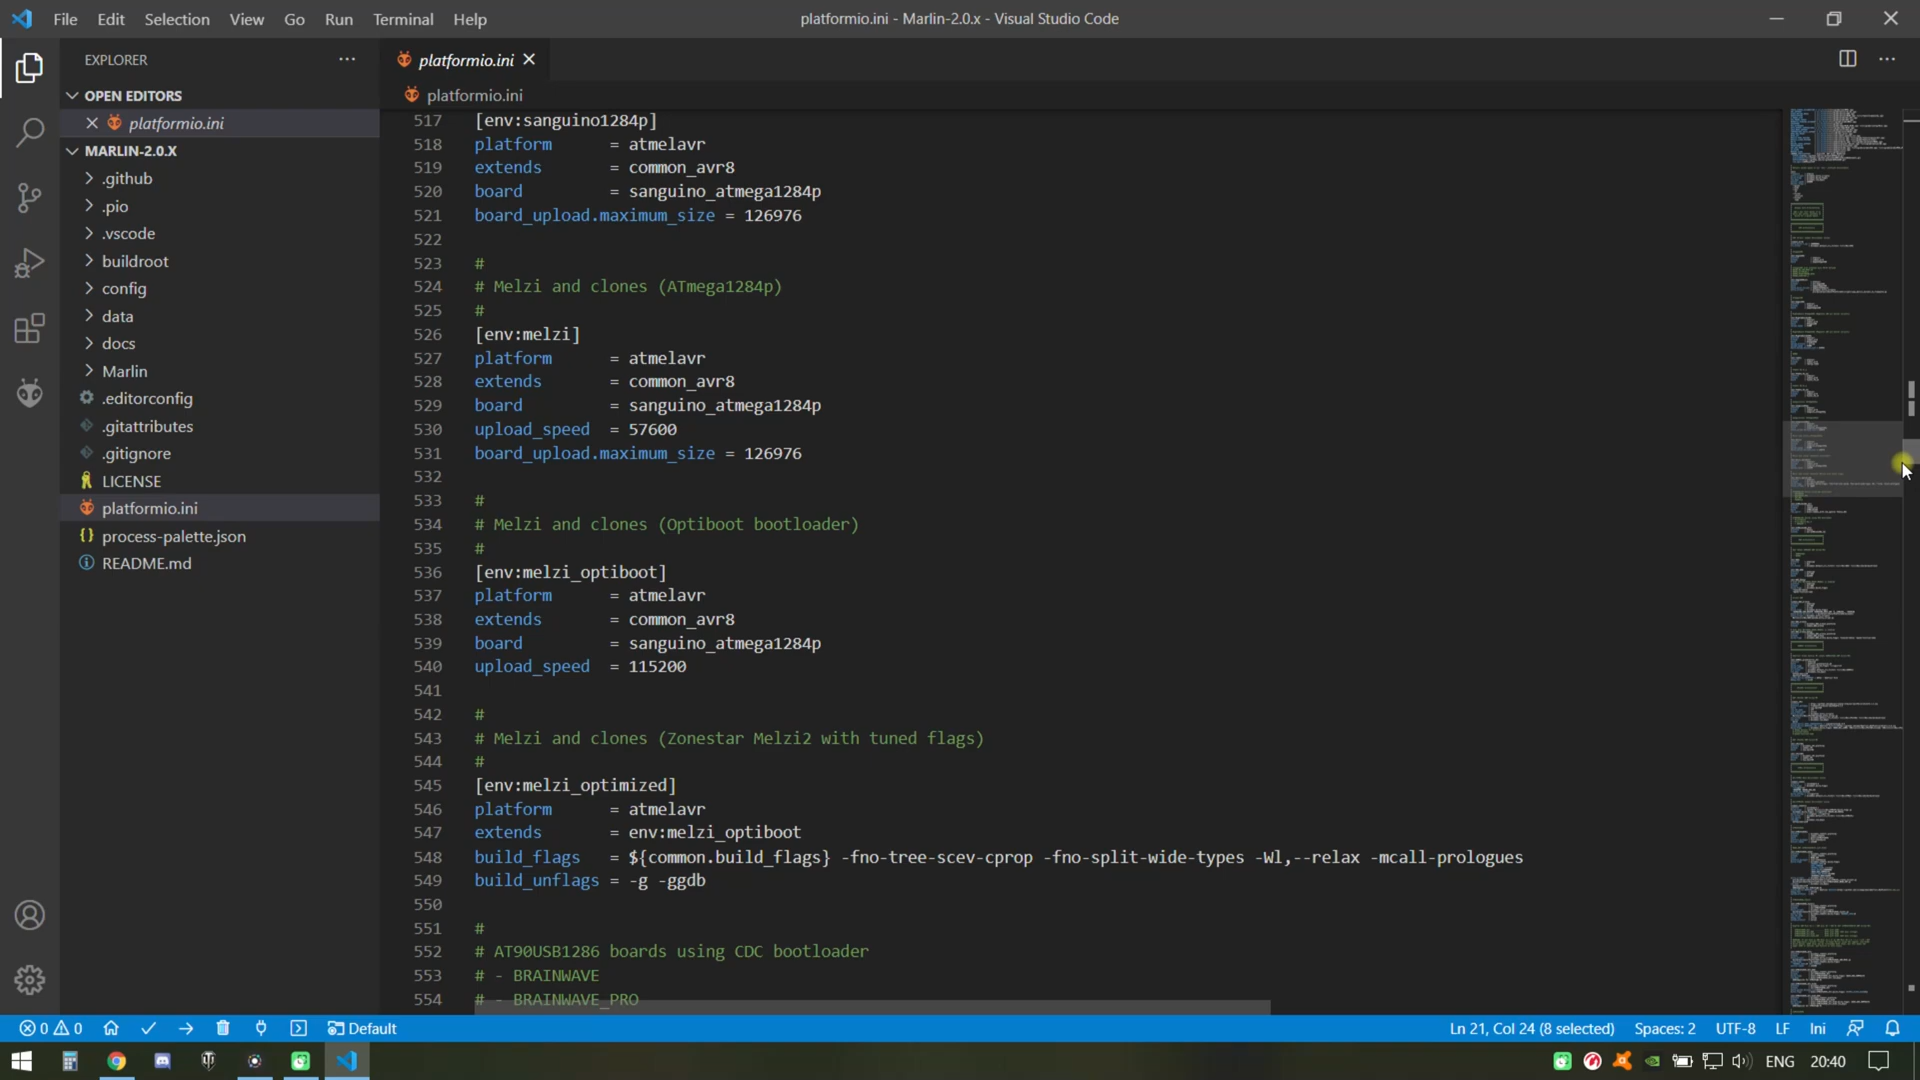 File Edit Selection View Go Run Terminal Help
platformio.ini - Marlin-2.0.x - Visual Studio Code
EXPLORER
OPEN EDITORS
platformio.ini
MARLIN-2.0.X
.github
.pio
.vscode
buildroot
config
data
docs
Marlin
.editorconfig
.gitattributes
.gitignore
LICENSE
platformio.ini
process-palette.json
README.md
platformio.ini
platformio.ini
517 [env:sanguino1284p]
518 platform = atmelavr
519 extends = common_avr8
520 board = sanguino_atmega1284p
521 board_upload.maximum_size = 126976
522
523 #
524 # Melzi and clones (ATmega1284p)
525 #
526 [env:melzi]
527 platform = atmelavr
528 extends = common_avr8
529 board = sanguino_atmega1284p
530 upload_speed = 57600
531 board_upload.maximum_size = 126976
532
533 #
534 # Melzi and clones (Optiboot bootloader)
535 #
536 [env:melzi_optiboot]
537 platform = atmelavr
538 extends = common_avr8
539 board = sanguino_atmega1284p
540 upload_speed = 115200
541
542 #
543 # Melzi and clones (Zonestar Melzi2 with tuned flags)
544 #
545 [env:melzi_optimized]
546 platform = atmelavr
547 extends = env:melzi_optiboot
548 build_flags = ${common.build_flags} -fno-tree-scev-cprop -fno-split-wide-types -Wl,--relax -mcall-prologues
549 build_unflags = -g -ggdb
550
551 #
552 # AT90USB1286 boards using CDC bootloader
553 # - BRAINWAVE
554 # - BRAINWAVE_PRO
0 0 Default
Ln 21, Col 24 (8 selected) Spaces: 2 UTF-8 LF Ini
ENG 20:40